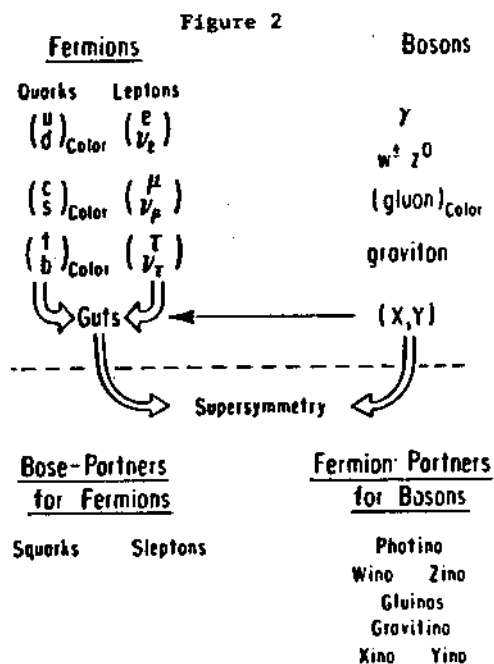 Figure 2
Fermions Bosons
Quarks Leptons
(u d)Color (e νe) γ
W± Z0
(c s)Color (μ νμ) (gluon)Color
(t b)Color (τ ντ) graviton
Guts (X,Y)
Supersymmetry
Bose-Partners
for Fermions
Squarks Sleptons
Fermion Partners
for Bosons
Photino
Wino Zino
Gluinos
Gravitino
Xino Yino